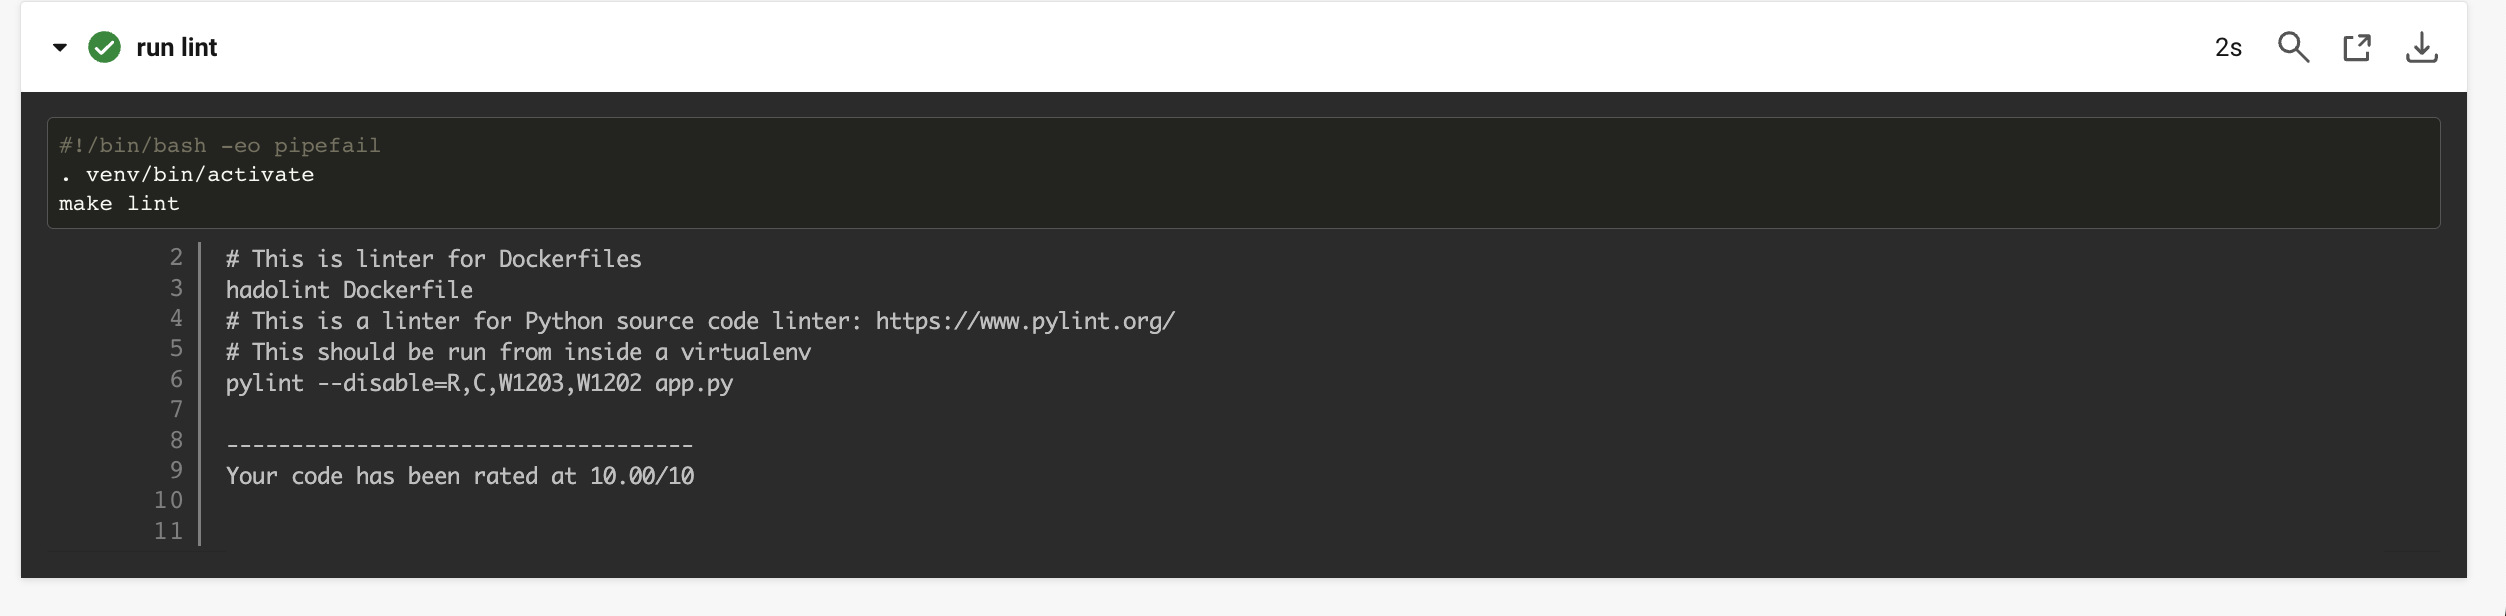 run lint
2s
#!/bin/bash -eo pipefail
. venv/bin/activate
make lint
2 # This is linter for Dockerfiles
3 hadolint Dockerfile
4 # This is a linter for Python source code linter: https://www.pylint.org/
5 # This should be run from inside a virtualenv
6 pylint --disable=R,C,W1203,W1202 app.py
7
8 ------------------------------------
9 Your code has been rated at 10.00/10
10
11